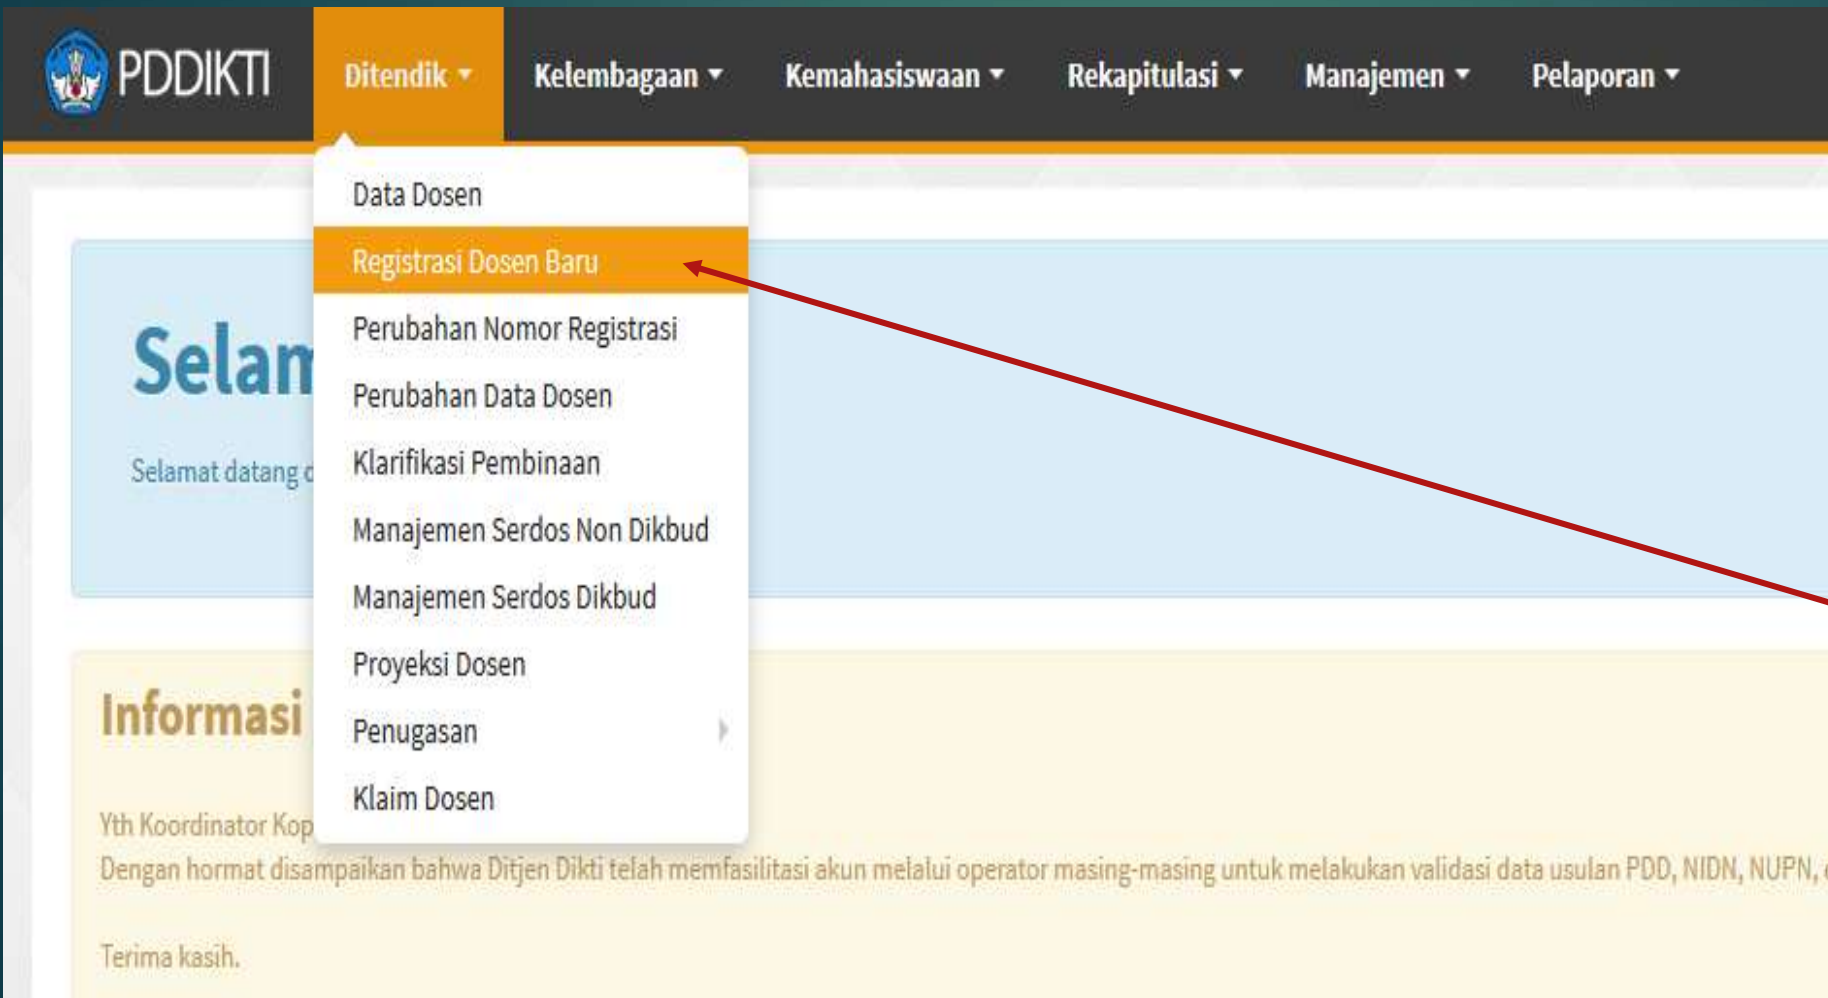 PDDIKTI
Ditendik
Kelembagaan
Kemahasiswaan
Rekapitulasi
Manajemen
Pelaporan
Data Dosen
Registrasi Dosen Baru
Perubahan Nomor Registrasi
Perubahan Data Dosen
Klarifikasi Pembinaan
Manajemen Serdos Non Dikbud
Manajemen Serdos Dikbud
Proyeksi Dosen
Penugasan
Klaim Dosen
Selamat datang
Informasi
Yth Koordinator
Dengan hormat disampaikan bahwa Ditjen Dikti telah memfasilitasi akun melalui operator masing-masing untuk melakukan validasi data usulan PDD, NIDN, NUPN,
Terima kasih.